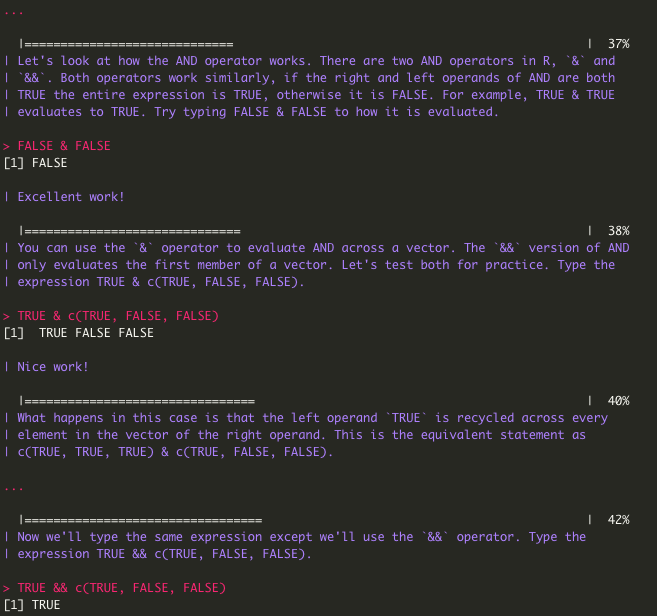 ...
|============================= | 37%
| Let's look at how the AND operator works. There are two AND operators in R, `&` and
| `&&`. Both operators work similarly, if the right and left operands of AND are both
| TRUE the entire expression is TRUE, otherwise it is FALSE. For example, TRUE & TRUE
| evaluates to TRUE. Try typing FALSE & FALSE to how it is evaluated.
> FALSE & FALSE
[1] FALSE
| Excellent work!
|============================== | 38%
| You can use the `&` operator to evaluate AND across a vector. The `&&` version of AND
| only evaluates the first member of a vector. Let's test both for practice. Type the
| expression TRUE & c(TRUE, FALSE, FALSE).
> TRUE & c(TRUE, FALSE, FALSE)
[1]  TRUE FALSE FALSE
| Nice work!
|================================ | 40%
| What happens in this case is that the left operand `TRUE` is recycled across every
| element in the vector of the right operand. This is the equivalent statement as
| c(TRUE, TRUE, TRUE) & c(TRUE, FALSE, FALSE).
...
|================================= | 42%
| Now we'll type the same expression except we'll use the `&&` operator. Type the
| expression TRUE && c(TRUE, FALSE, FALSE).
> TRUE && c(TRUE, FALSE, FALSE)
[1] TRUE